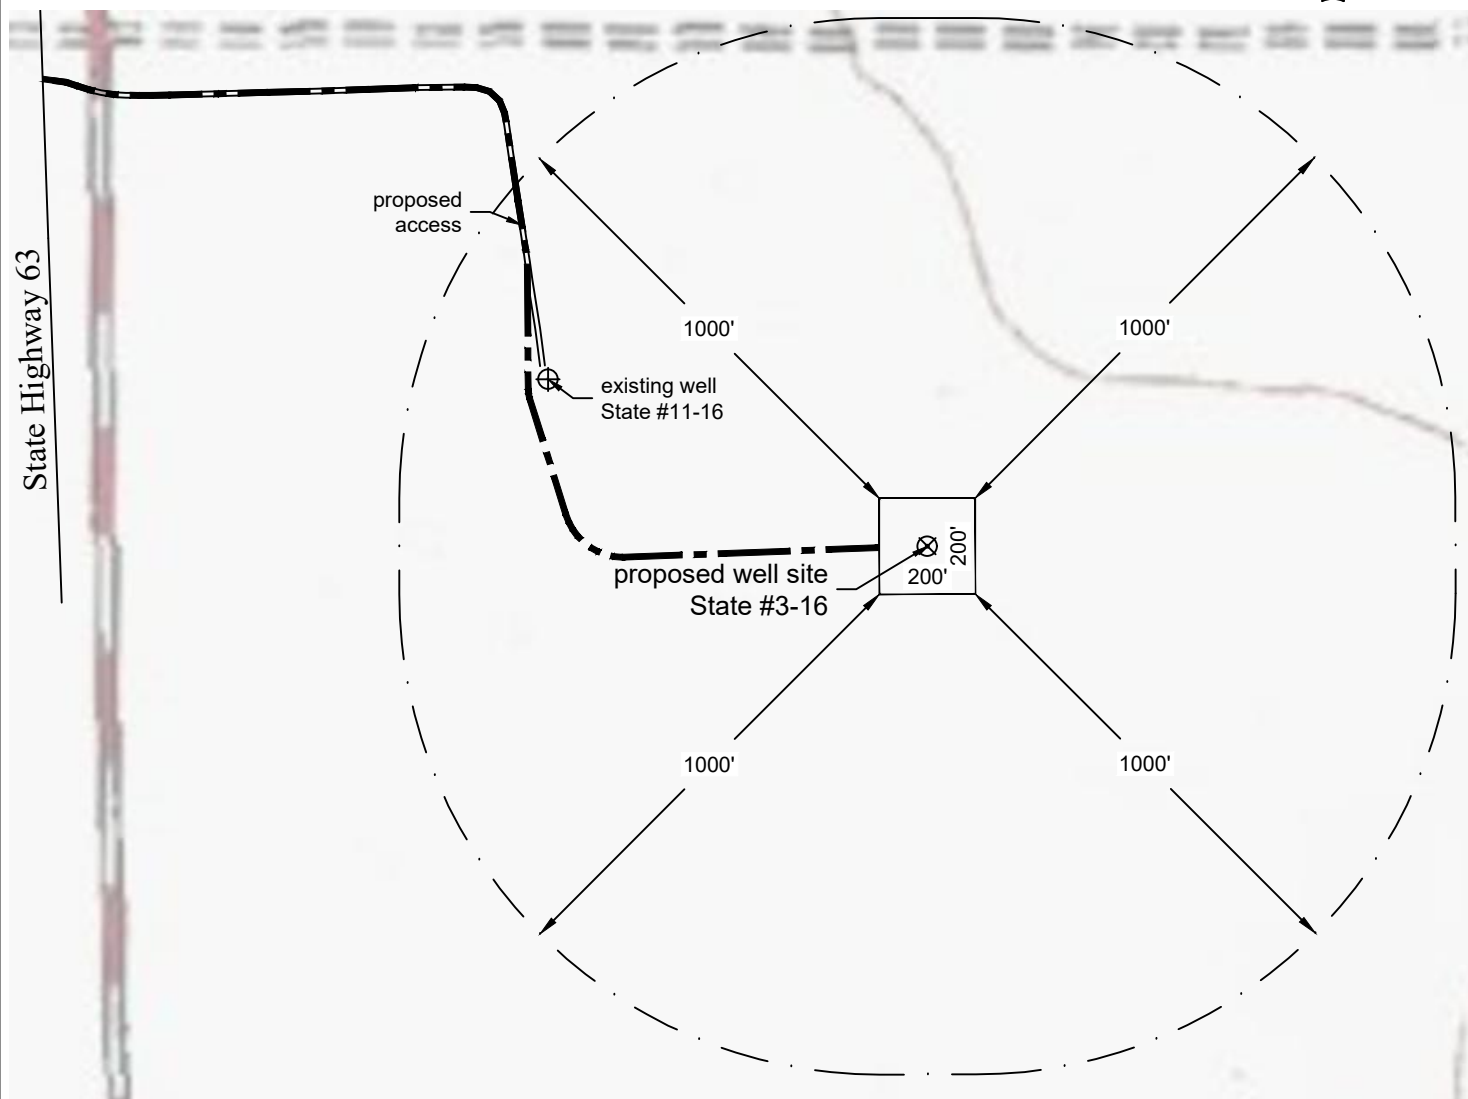 State Highway 63
proposed
access
1000'
1000'
existing well
State #11-16
200'
200'
proposed well site
State #3-16
1000'
1000'